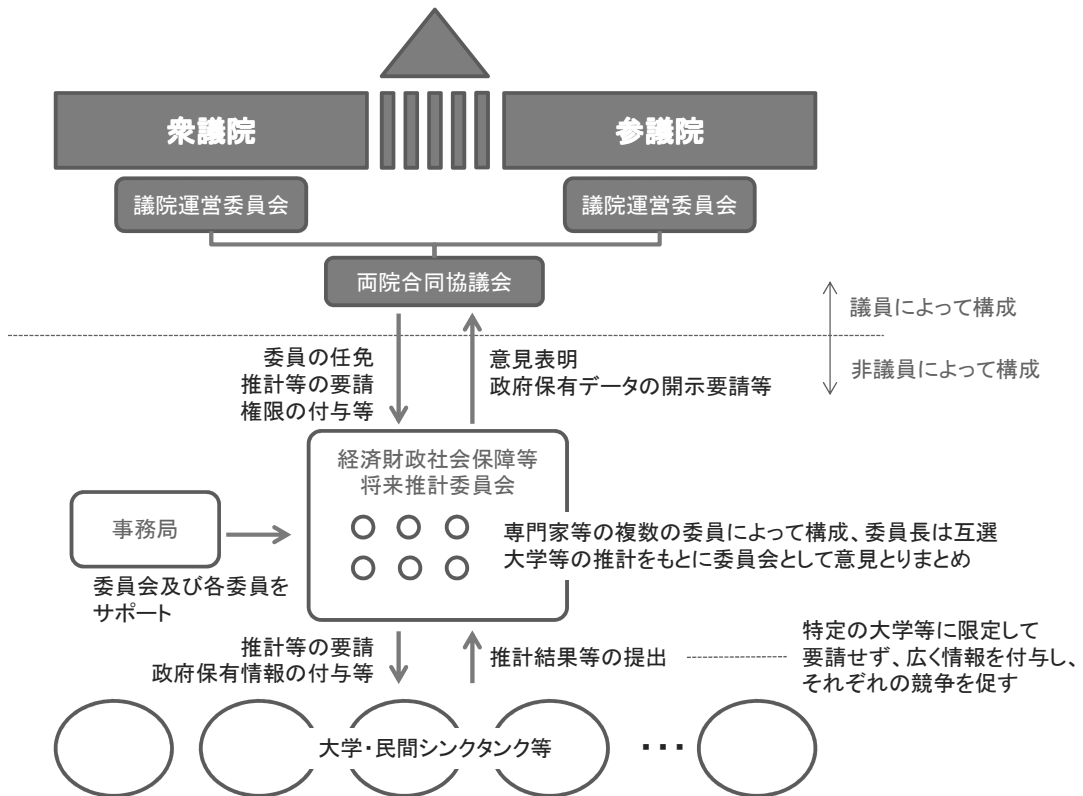 衆議院
参議院
議院運営委員会
議院運営委員会
両院合同協議会
議員によって構成
非議員によって構成
委員の任免
推計等の要請
権限の付与等
意見表明
政府保有データの開示要請等
経済財政社会保障等
将来推計委員会
事務局
専門家等の複数の委員によって構成、委員長は互選
大学等の推計をもとに委員会として意見とりまとめ
委員会及び各委員を
サポート
推計等の要請
政府保有情報の付与等
推計結果等の提出
特定の大学等に限定して
要請せず、広く情報を付与し、
それぞれの競争を促す
大学・民間シンクタンク等
・・・